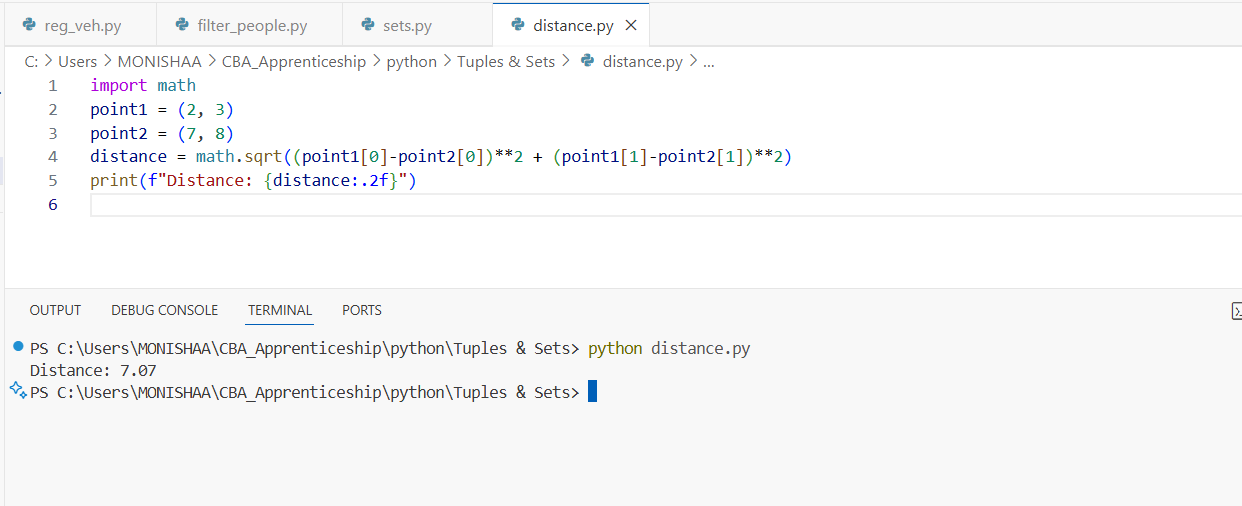 reg_veh.py filter_people.py sets.py distance.py
C: > Users > MONISHAA > CBA_Apprenticeship > python > Tuples & Sets > distance.py > ...
1 import math
2 point1 = (2, 3)
3 point2 = (7, 8)
4 distance = math.sqrt((point1[0]-point2[0])**2 + (point1[1]-point2[1])**2)
5 print(f"Distance: {distance:.2f}")
6
OUTPUT DEBUG CONSOLE TERMINAL PORTS
PS C:\Users\MONISHAA\CBA_Apprenticeship\python\Tuples & Sets> python distance.py
Distance: 7.07
PS C:\Users\MONISHAA\CBA_Apprenticeship\python\Tuples & Sets>